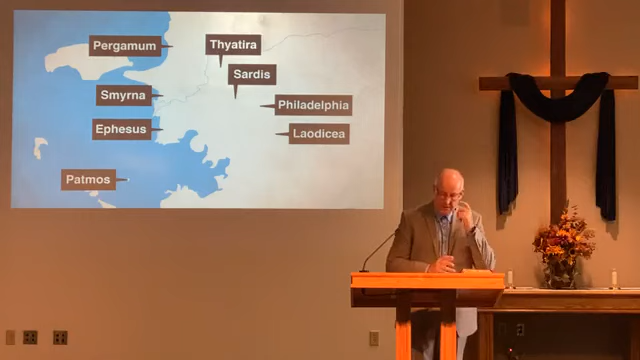 Pergamum
Thyatira
Sardis
Smyrna
Philadelphia
Ephesus
Laodicea
Patmos